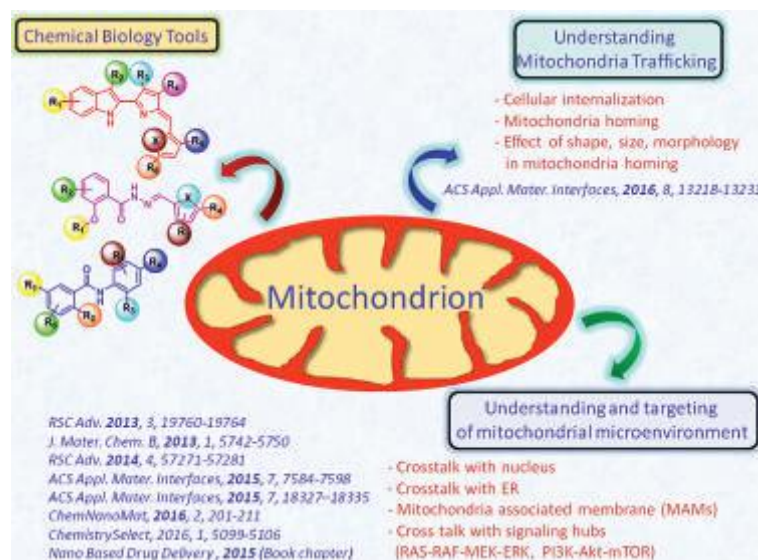 Chemical Biology Tools
Understanding
Mitochondria Trafficking
- Cellular internalization
- Mitochondria homing
- Effect of shape, size, morphology
in mitochondria homing
ACS Appl. Mater. Interfaces, 2016, 8, 13218-1323
Mitochondrion
Understanding and targeting
of mitochondrial microenvironment
- Crosstalk with nucleus
- Crosstalk with ER
- Mitochondria associated membrane (MAMs)
- Cross talk with signaling hubs
(RAS-RAF-MEK-ERK, PI3K-Akt-mTOR)
RSC Adv. 2013, 3, 19760-19764
J. Mater. Chem. B, 2013, 1, 5742-5750
RSC Adv. 2014, 4, 57271-57281
ACS Appl. Mater. Interfaces, 2015, 7, 7584-7598
ACS Appl. Mater. Interfaces, 2015, 7, 18327–18335
ChemNanoMat, 2016, 2, 201-211
ChemistrySelect, 2016, 1, 5099-5106
Nano Based Drug Delivery , 2015 (Book chapter)